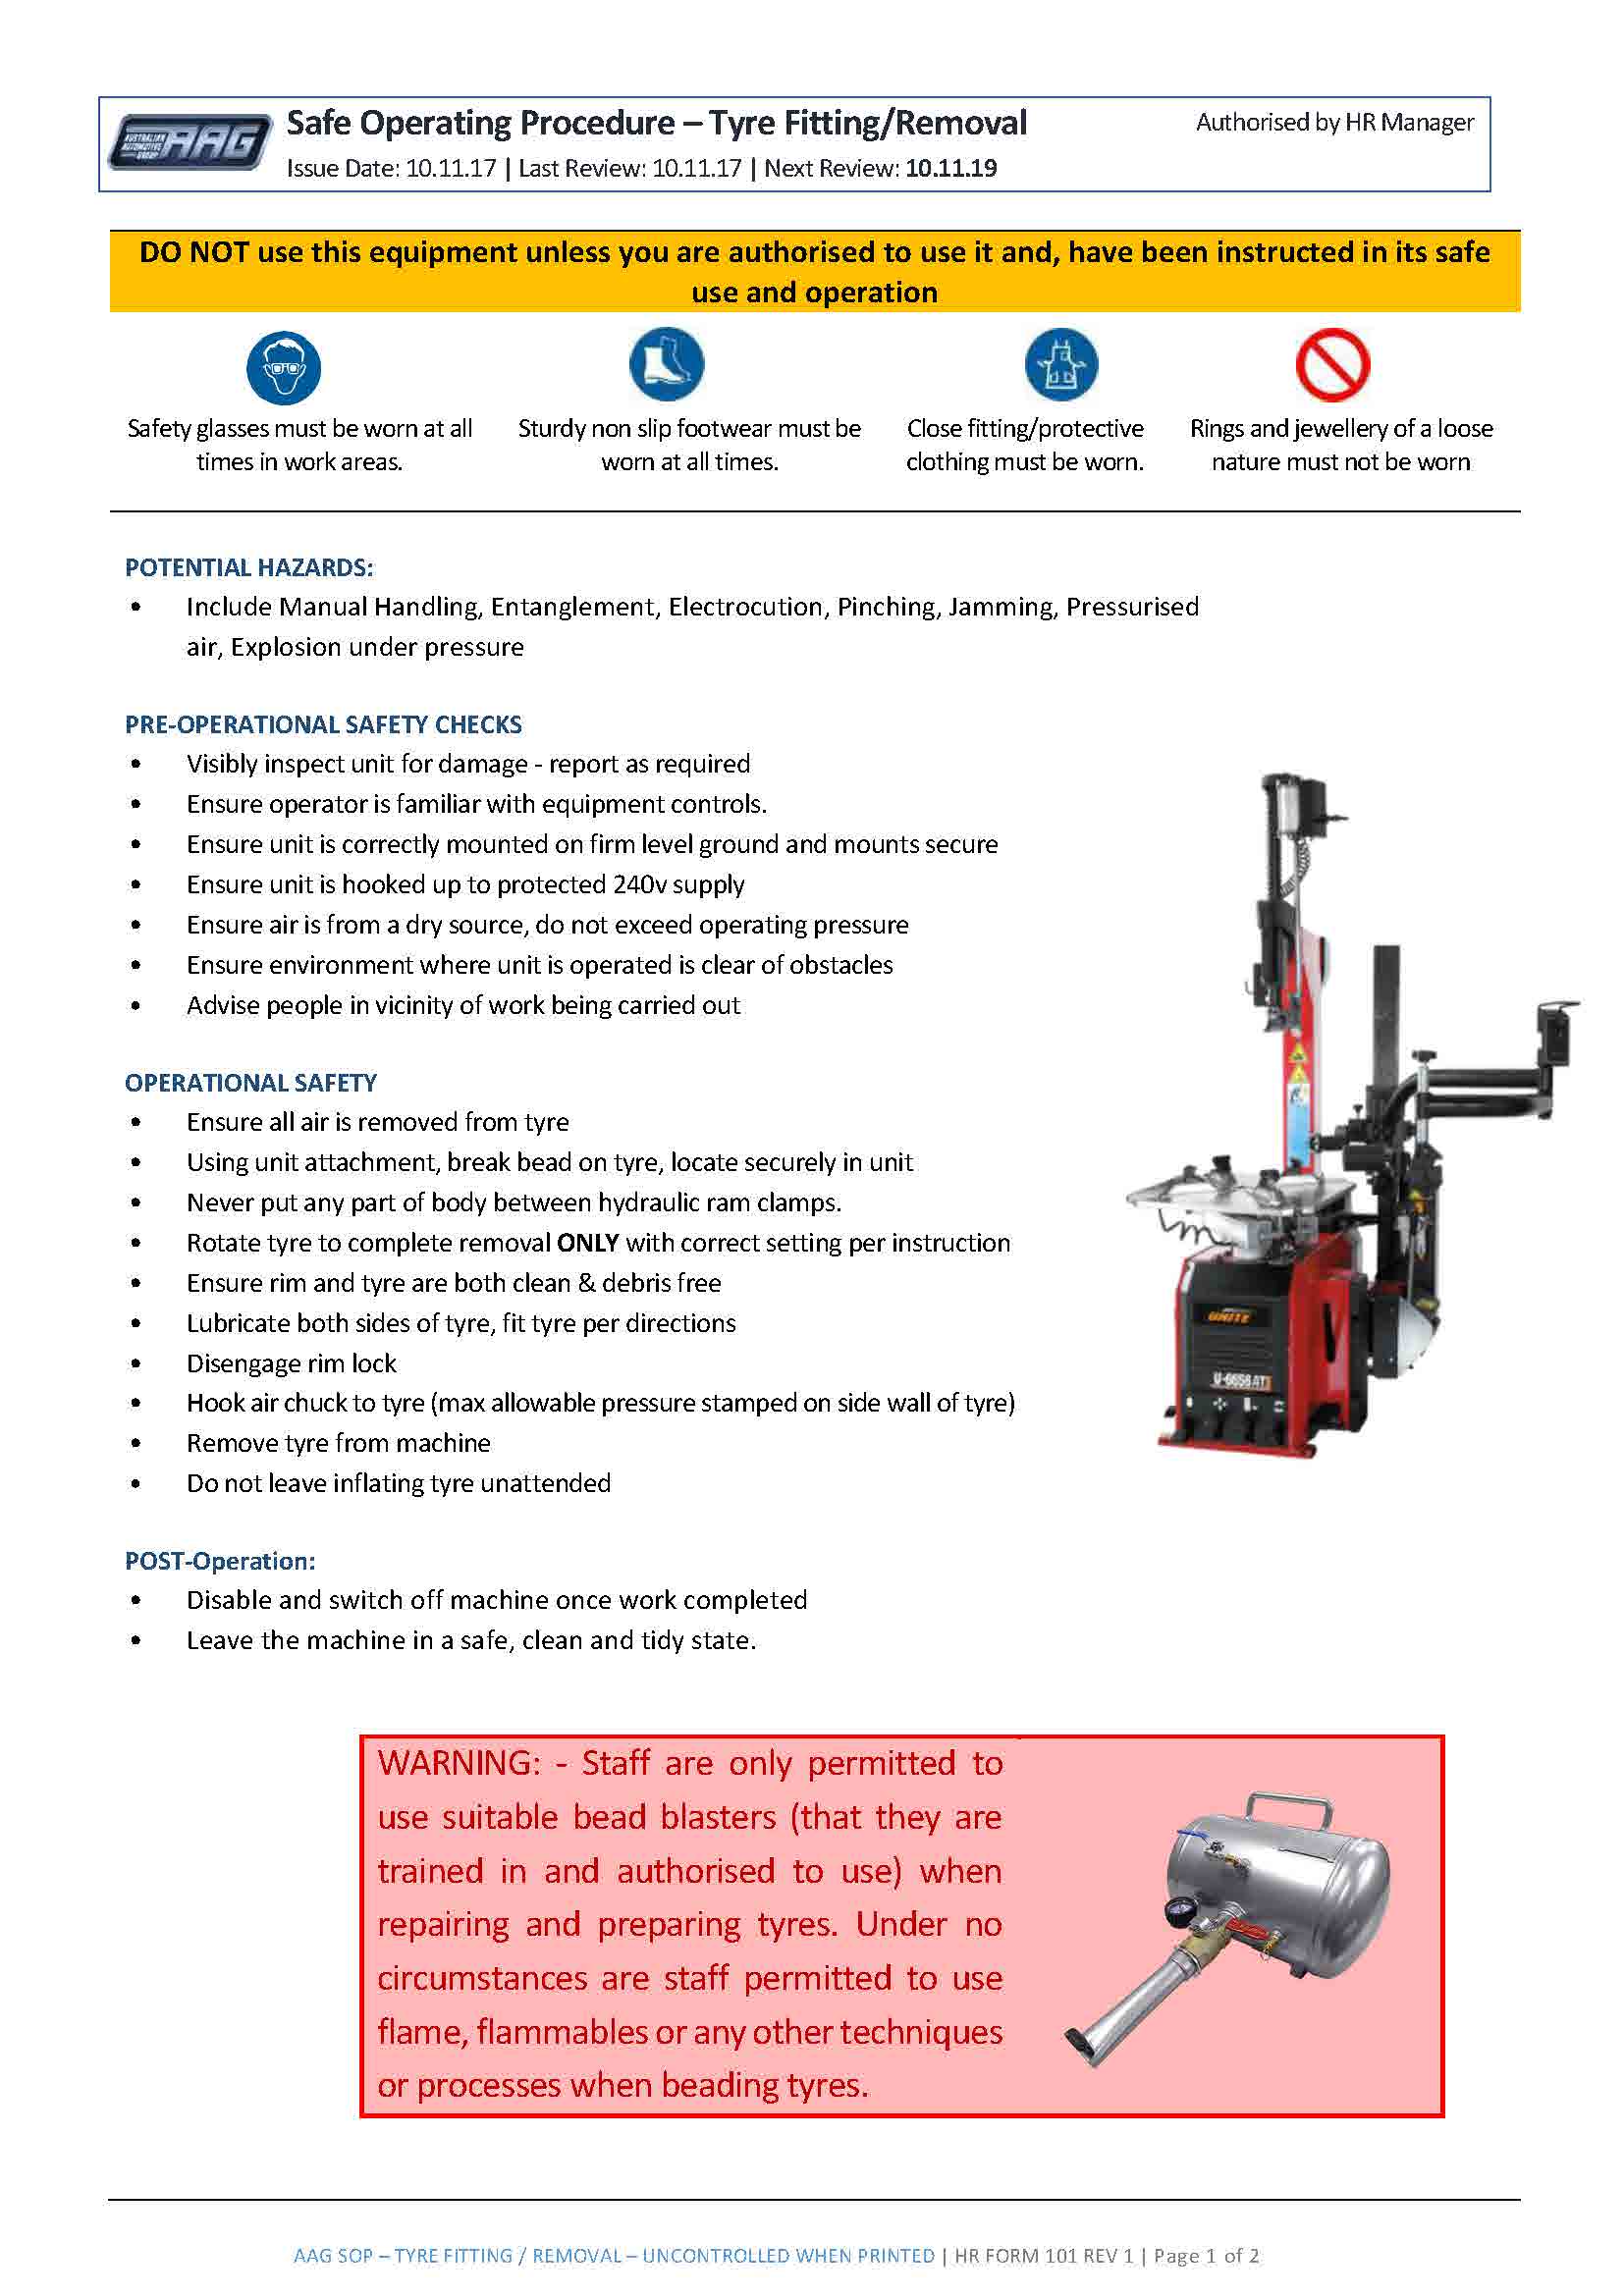 AUSTRALIAN
AUTOMOTIVE
GROUP
AAG
Safe Operating Procedure – Tyre Fitting/Removal
Authorised by HR Manager
Issue Date: 10.11.17 | Last Review: 10.11.17 | Next Review: 10.11.19
DO NOT use this equipment unless you are authorised to use it and, have been instructed in its safe
use and operation
Safety glasses must be worn at all
times in work areas.
Sturdy non slip footwear must be
worn at all times.
Close fitting/protective
clothing must be worn.
Rings and jewellery of a loose
nature must not be worn
POTENTIAL HAZARDS:
• Include Manual Handling, Entanglement, Electrocution, Pinching, Jamming, Pressurised
air, Explosion under pressure
PRE-OPERATIONAL SAFETY CHECKS
• Visibly inspect unit for damage - report as required
• Ensure operator is familiar with equipment controls.
• Ensure unit is correctly mounted on firm level ground and mounts secure
• Ensure unit is hooked up to protected 240v supply
• Ensure air is from a dry source, do not exceed operating pressure
• Ensure environment where unit is operated is clear of obstacles
• Advise people in vicinity of work being carried out
OPERATIONAL SAFETY
• Ensure all air is removed from tyre
• Using unit attachment, break bead on tyre, locate securely in unit
• Never put any part of body between hydraulic ram clamps.
• Rotate tyre to complete removal ONLY with correct setting per instruction
• Ensure rim and tyre are both clean & debris free
• Lubricate both sides of tyre, fit tyre per directions
• Disengage rim lock
• Hook air chuck to tyre (max allowable pressure stamped on side wall of tyre)
• Remove tyre from machine
• Do not leave inflating tyre unattended
UNITE
POST-Operation:
• Disable and switch off machine once work completed
• Leave the machine in a safe, clean and tidy state.
WARNING: - Staff are only permitted to
use suitable bead blasters (that they are
trained in and authorised to use) when
repairing and preparing tyres. Under no
circumstances are staff permitted to use
flame, flammables or any other techniques
or processes when beading tyres.
AAG SOP – TYRE FITTING / REMOVAL – UNCONTROLLED WHEN PRINTED | HR FORM 101 REV 1 | Page 1 of 2